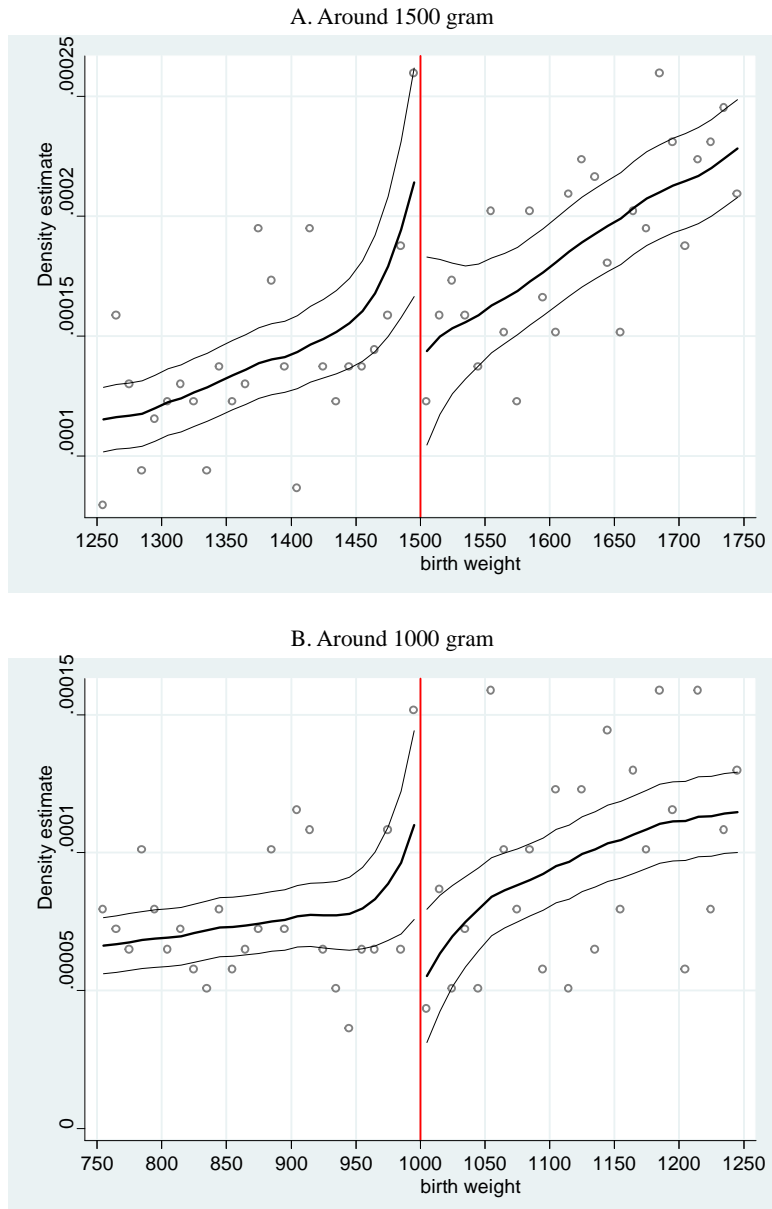 A. Around 1500 gram
Density estimate
.00025
.0002
.00015
.0001
1250 1300 1350 1400 1450 1500 1550 1600 1650 1700 1750
birth weight
B. Around 1000 gram
Density estimate
.00015
.0001
.00005
0
750 800 850 900 950 1000 1050 1100 1150 1200 1250
birth weight